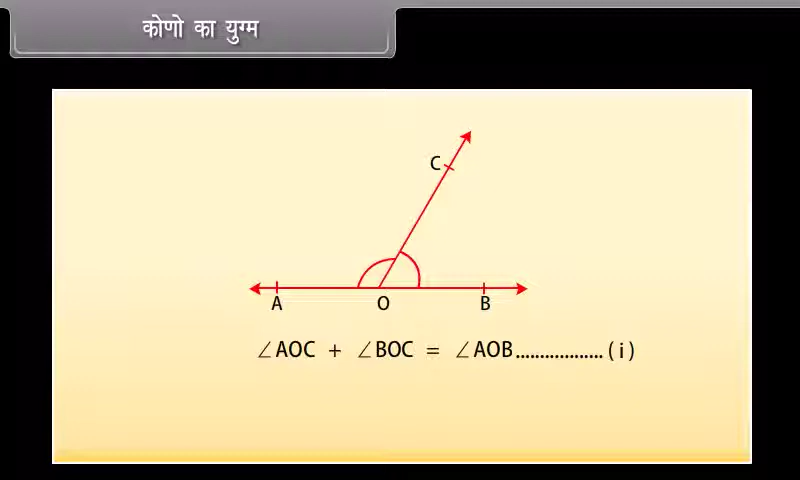 कोणो का युग्म
C
A O B
∠AOC + ∠BOC = ∠AOB..................(i)